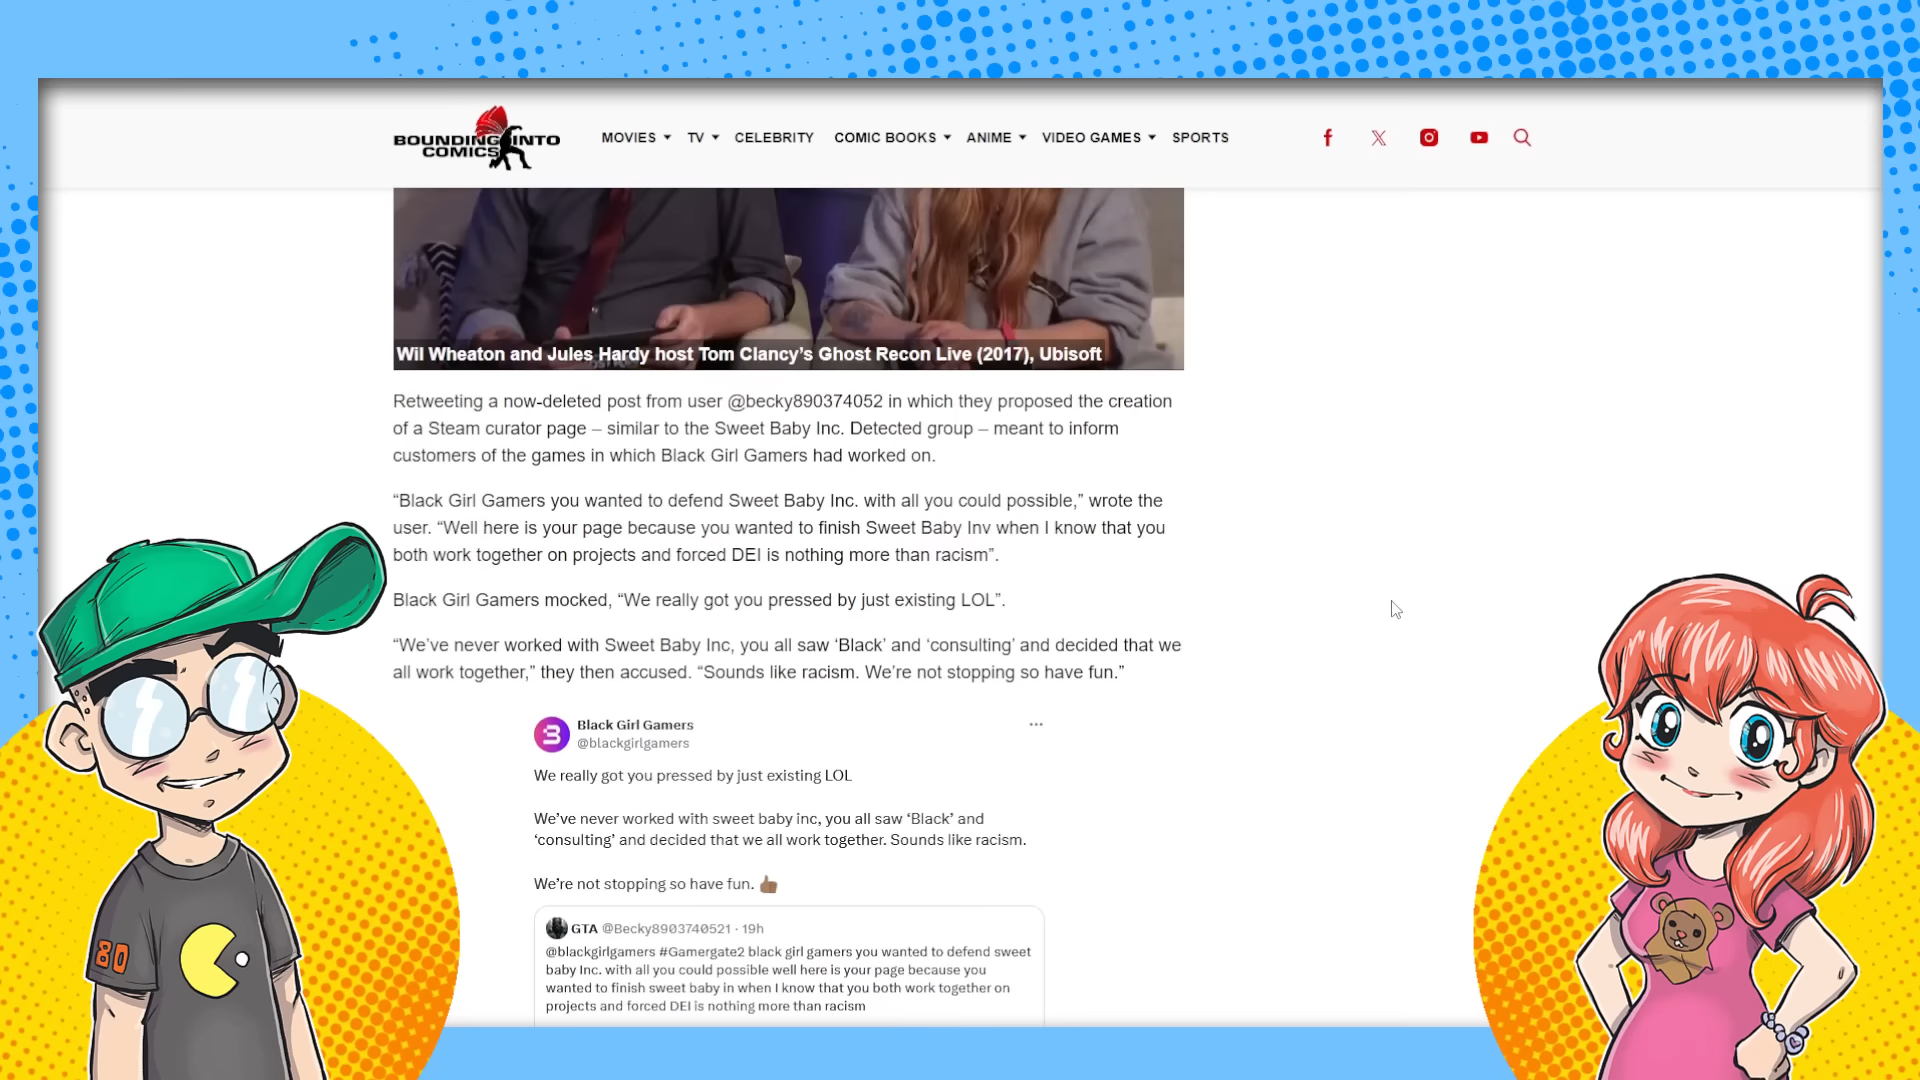 BOUNDING INTO
COMICS
MOVIES TV CELEBRITY COMIC BOOKS ANIME VIDEO GAMES SPORTS
Wil Wheaton and Jules Hardy host Tom Clancy’s Ghost Recon Live (2017), Ubisoft
Retweeting a now-deleted post from user @becky890374052 in which they proposed the creation
of a Steam curator page – similar to the Sweet Baby Inc. Detected group – meant to inform
customers of the games in which Black Girl Gamers had worked on.
“Black Girl Gamers you wanted to defend Sweet Baby Inc. with all you could possible,” wrote the
user. “Well here is your page because you wanted to finish Sweet Baby Inv when I know that you
both work together on projects and forced DEI is nothing more than racism”.
Black Girl Gamers mocked, “We really got you pressed by just existing LOL”.
“We’ve never worked with Sweet Baby Inc, you all saw ‘Black’ and ‘consulting’ and decided that we
all work together,” they then accused. “Sounds like racism. We’re not stopping so have fun.”
Black Girl Gamers
@blackgirlgamers
We really got you pressed by just existing LOL
We’ve never worked with sweet baby inc, you all saw ‘Black’ and
‘consulting’ and decided that we all work together. Sounds like racism.
We’re not stopping so have fun. 👍🏾
GTA @Becky8903740521 · 19h
@blackgirlgamers #Gamergate2 black girl gamers you wanted to defend sweet
baby Inc. with all you could possible well here is your page because you
wanted to finish sweet baby in when I know that you both work together on
projects and forced DEI is nothing more than racism
80